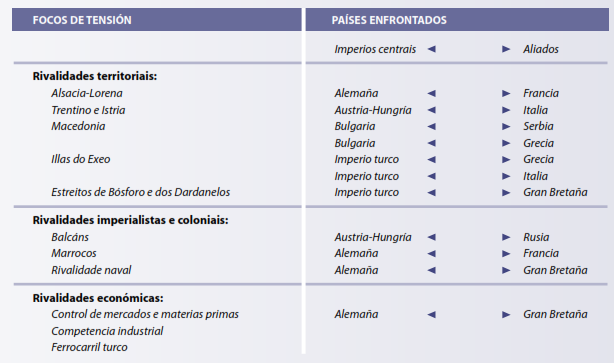 FOCOS DE TENSIÓN PAÍSES ENFRONTADOS
Imperios centrais ◄ ► Aliados
Rivalidades territoriais:
Alsacia-Lorena Alemaña ◄ ► Francia
Trentino e Istria Austria-Hungría ◄ ► Italia
Macedonia Bulgaria ◄ ► Serbia
Bulgaria ◄ ► Grecia
Illas do Exeo Imperio turco ◄ ► Grecia
Imperio turco ◄ ► Italia
Estreitos de Bósforo e dos Dardanelos Imperio turco ◄ ► Gran Bretaña
Rivalidades imperialistas e coloniais:
Balcáns Austria-Hungría ◄ ► Rusia
Marrocos Alemaña ◄ ► Francia
Rivalidade naval Alemaña ◄ ► Gran Bretaña
Rivalidades económicas:
Control de mercados e materias primas Alemaña ◄ ► Gran Bretaña
Competencia industrial
Ferrocarril turco